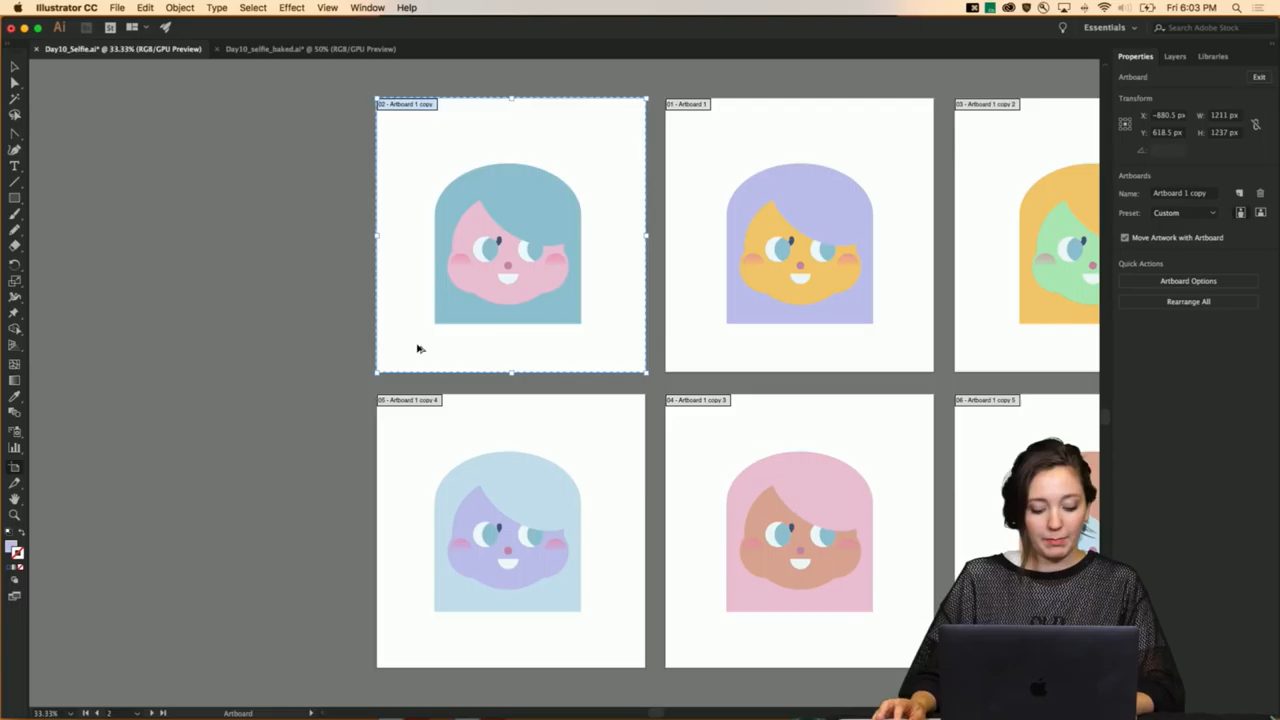 Illustrator CC File Edit Object Type Select Effect View Window Help
Fri 6:03 PM
Ai Br St Essentials Search Adobe Stock
Day10_Selfie.ai* @ 33.33% (RGB/GPU Preview) Day10_selfie_baked.ai* @ 50% (RGB/GPU Preview)
Properties Layers Libraries
Artboard Exit
Transform
X: -880.5 px W: 1211 px
Y: 618.5 px H: 1237 px
Artboards
Name: Artboard 1 copy
Preset: Custom
Move Artwork with Artboard
Quick Actions
Artboard Options
Rearrange All
02 - Artboard 1 copy
01 - Artboard 1
03 - Artboard 1 copy 2
05 - Artboard 1 copy 4
04 - Artboard 1 copy 3
06 - Artboard 1 copy 5
33.33% 2 Artboard